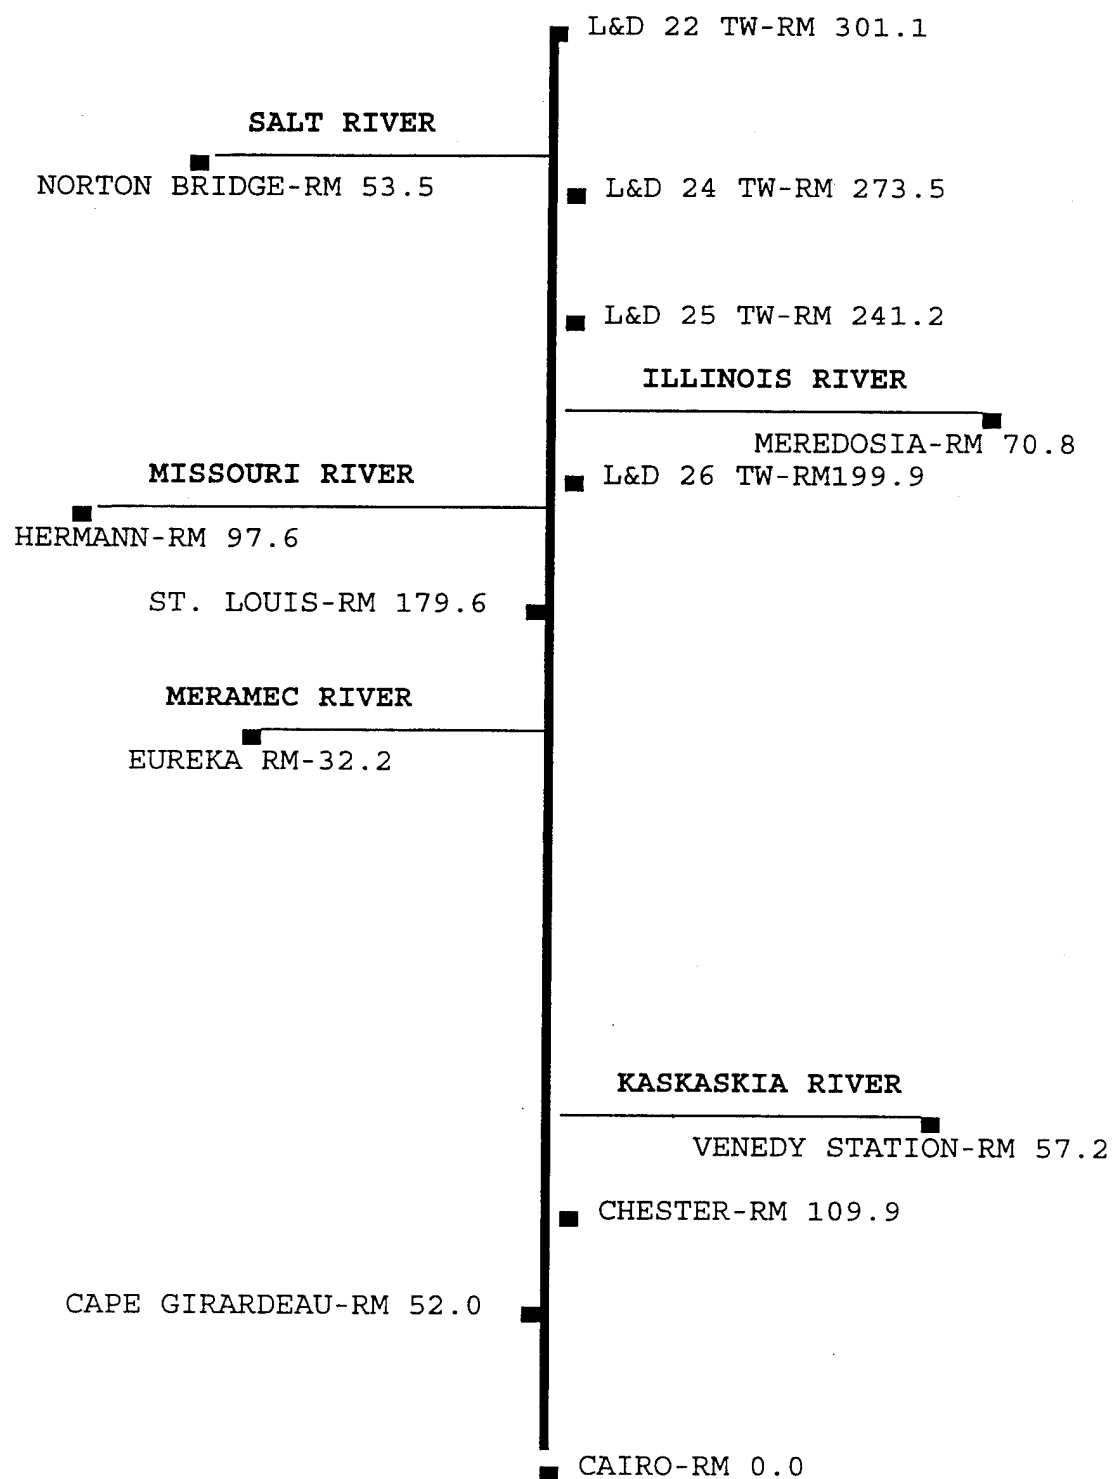 L&D 22 TW-RM 301.1
SALT RIVER
NORTON BRIDGE-RM 53.5
L&D 24 TW-RM 273.5
L&D 25 TW-RM 241.2
ILLINOIS RIVER
MEREDOSIA-RM 70.8
MISSOURI RIVER
L&D 26 TW-RM199.9
HERMANN-RM 97.6
ST. LOUIS-RM 179.6
MERAMEC RIVER
EUREKA RM-32.2
KASKASKIA RIVER
VENEDY STATION-RM 57.2
CHESTER-RM 109.9
CAPE GIRARDEAU-RM 52.0
CAIRO-RM 0.0